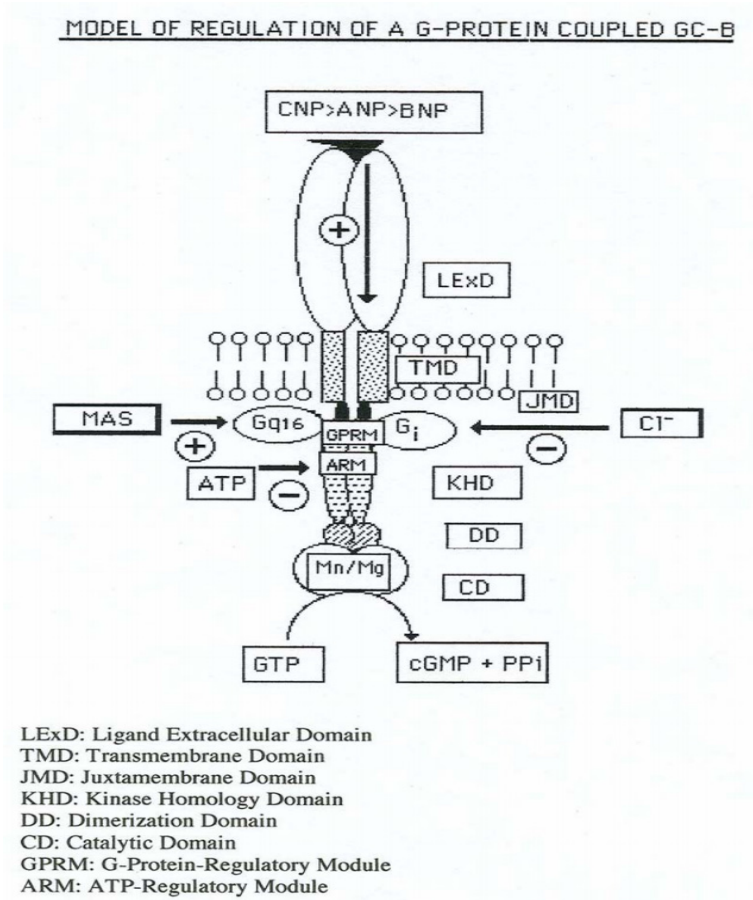 MODEL OF REGULATION OF A G-PROTEIN COUPLED GC-B
CNP>ANP>BNP
+
LExD
TMD
JMD
MAS
Gq16
Gi
Cl-
+
GPRM
−
ATP
ARM
−
KHD
DD
Mn/Mg
CD
GTP
cGMP + PPi
LExD: Ligand Extracellular Domain
TMD: Transmembrane Domain
JMD: Juxtamembrane Domain
KHD: Kinase Homology Domain
DD: Dimerization Domain
CD: Catalytic Domain
GPRM: G-Protein-Regulatory Module
ARM: ATP-Regulatory Module